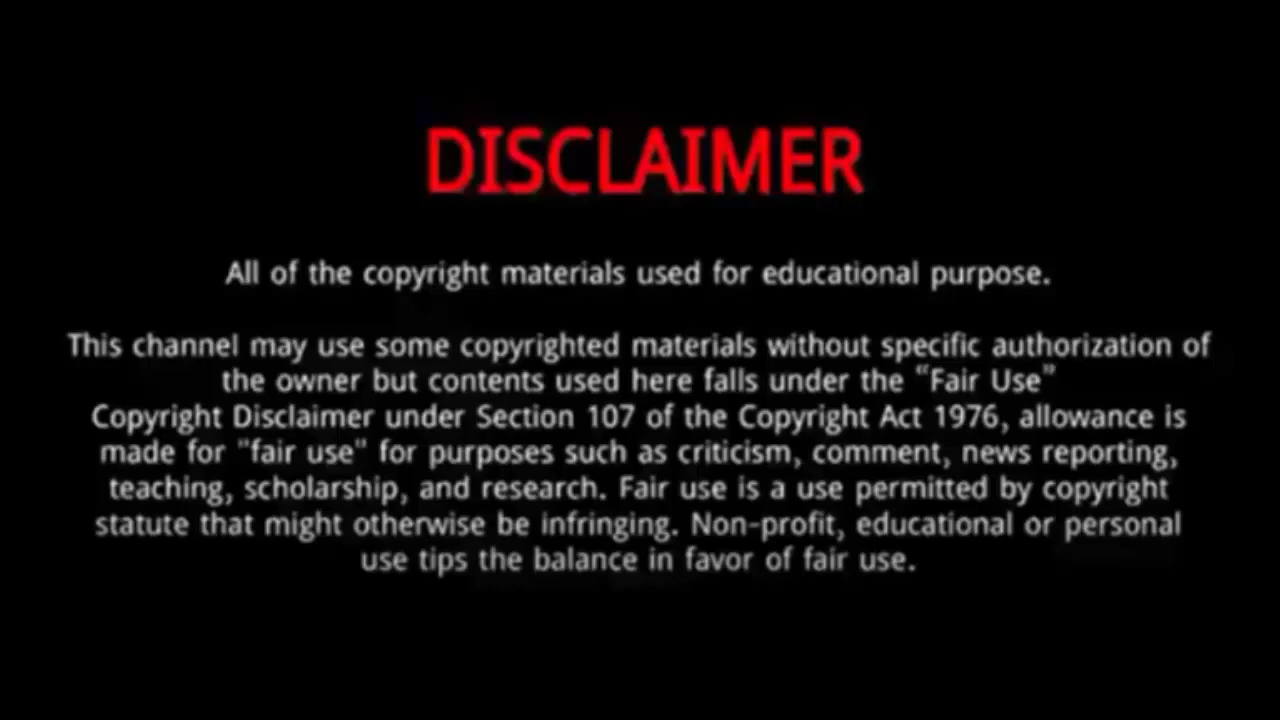 DISCLAIMER
All of the copyright materials used for educational purpose.
This channel may use some copyrighted materials without specific authorization of
the owner but contents used here falls under the “Fair Use”
Copyright Disclaimer under Section 107 of the Copyright Act 1976, allowance is
made for "fair use" for purposes such as criticism, comment, news reporting,
teaching, scholarship, and research. Fair use is a use permitted by copyright
statute that might otherwise be infringing. Non-profit, educational or personal
use tips the balance in favor of fair use.